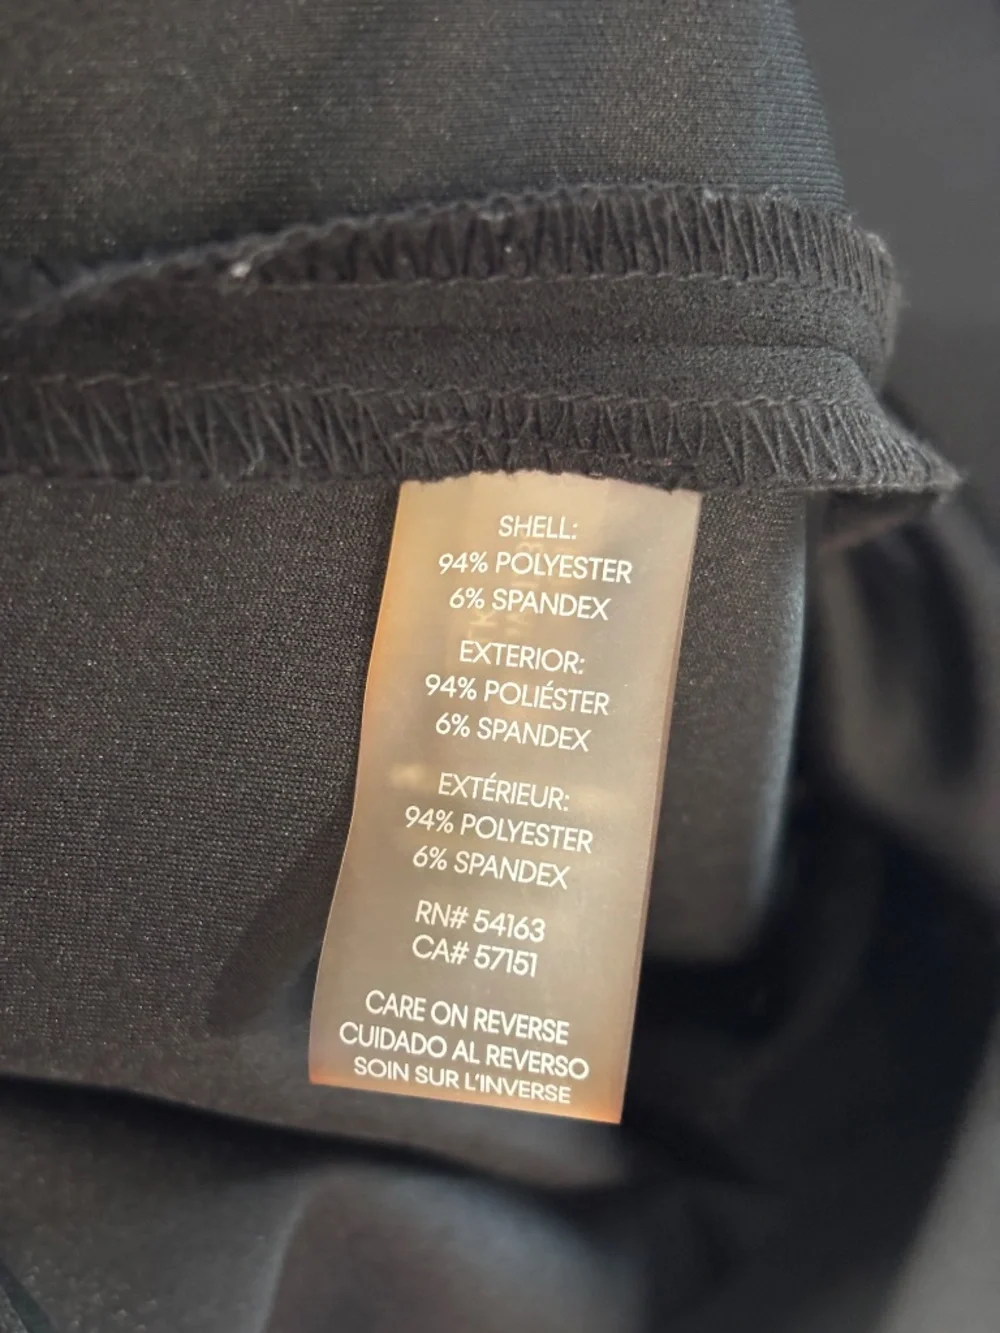 SHELL:
94% POLYESTER
6% SPANDEX
EXTERIOR:
94% POLIÉSTER
6% SPANDEX
EXTÉRIEUR:
94% POLYESTER
6% SPANDEX
RN# 54163
CA# 57151
CARE ON REVERSE
CUIDADO AL REVERSO
SOIN SUR L'INVERSE